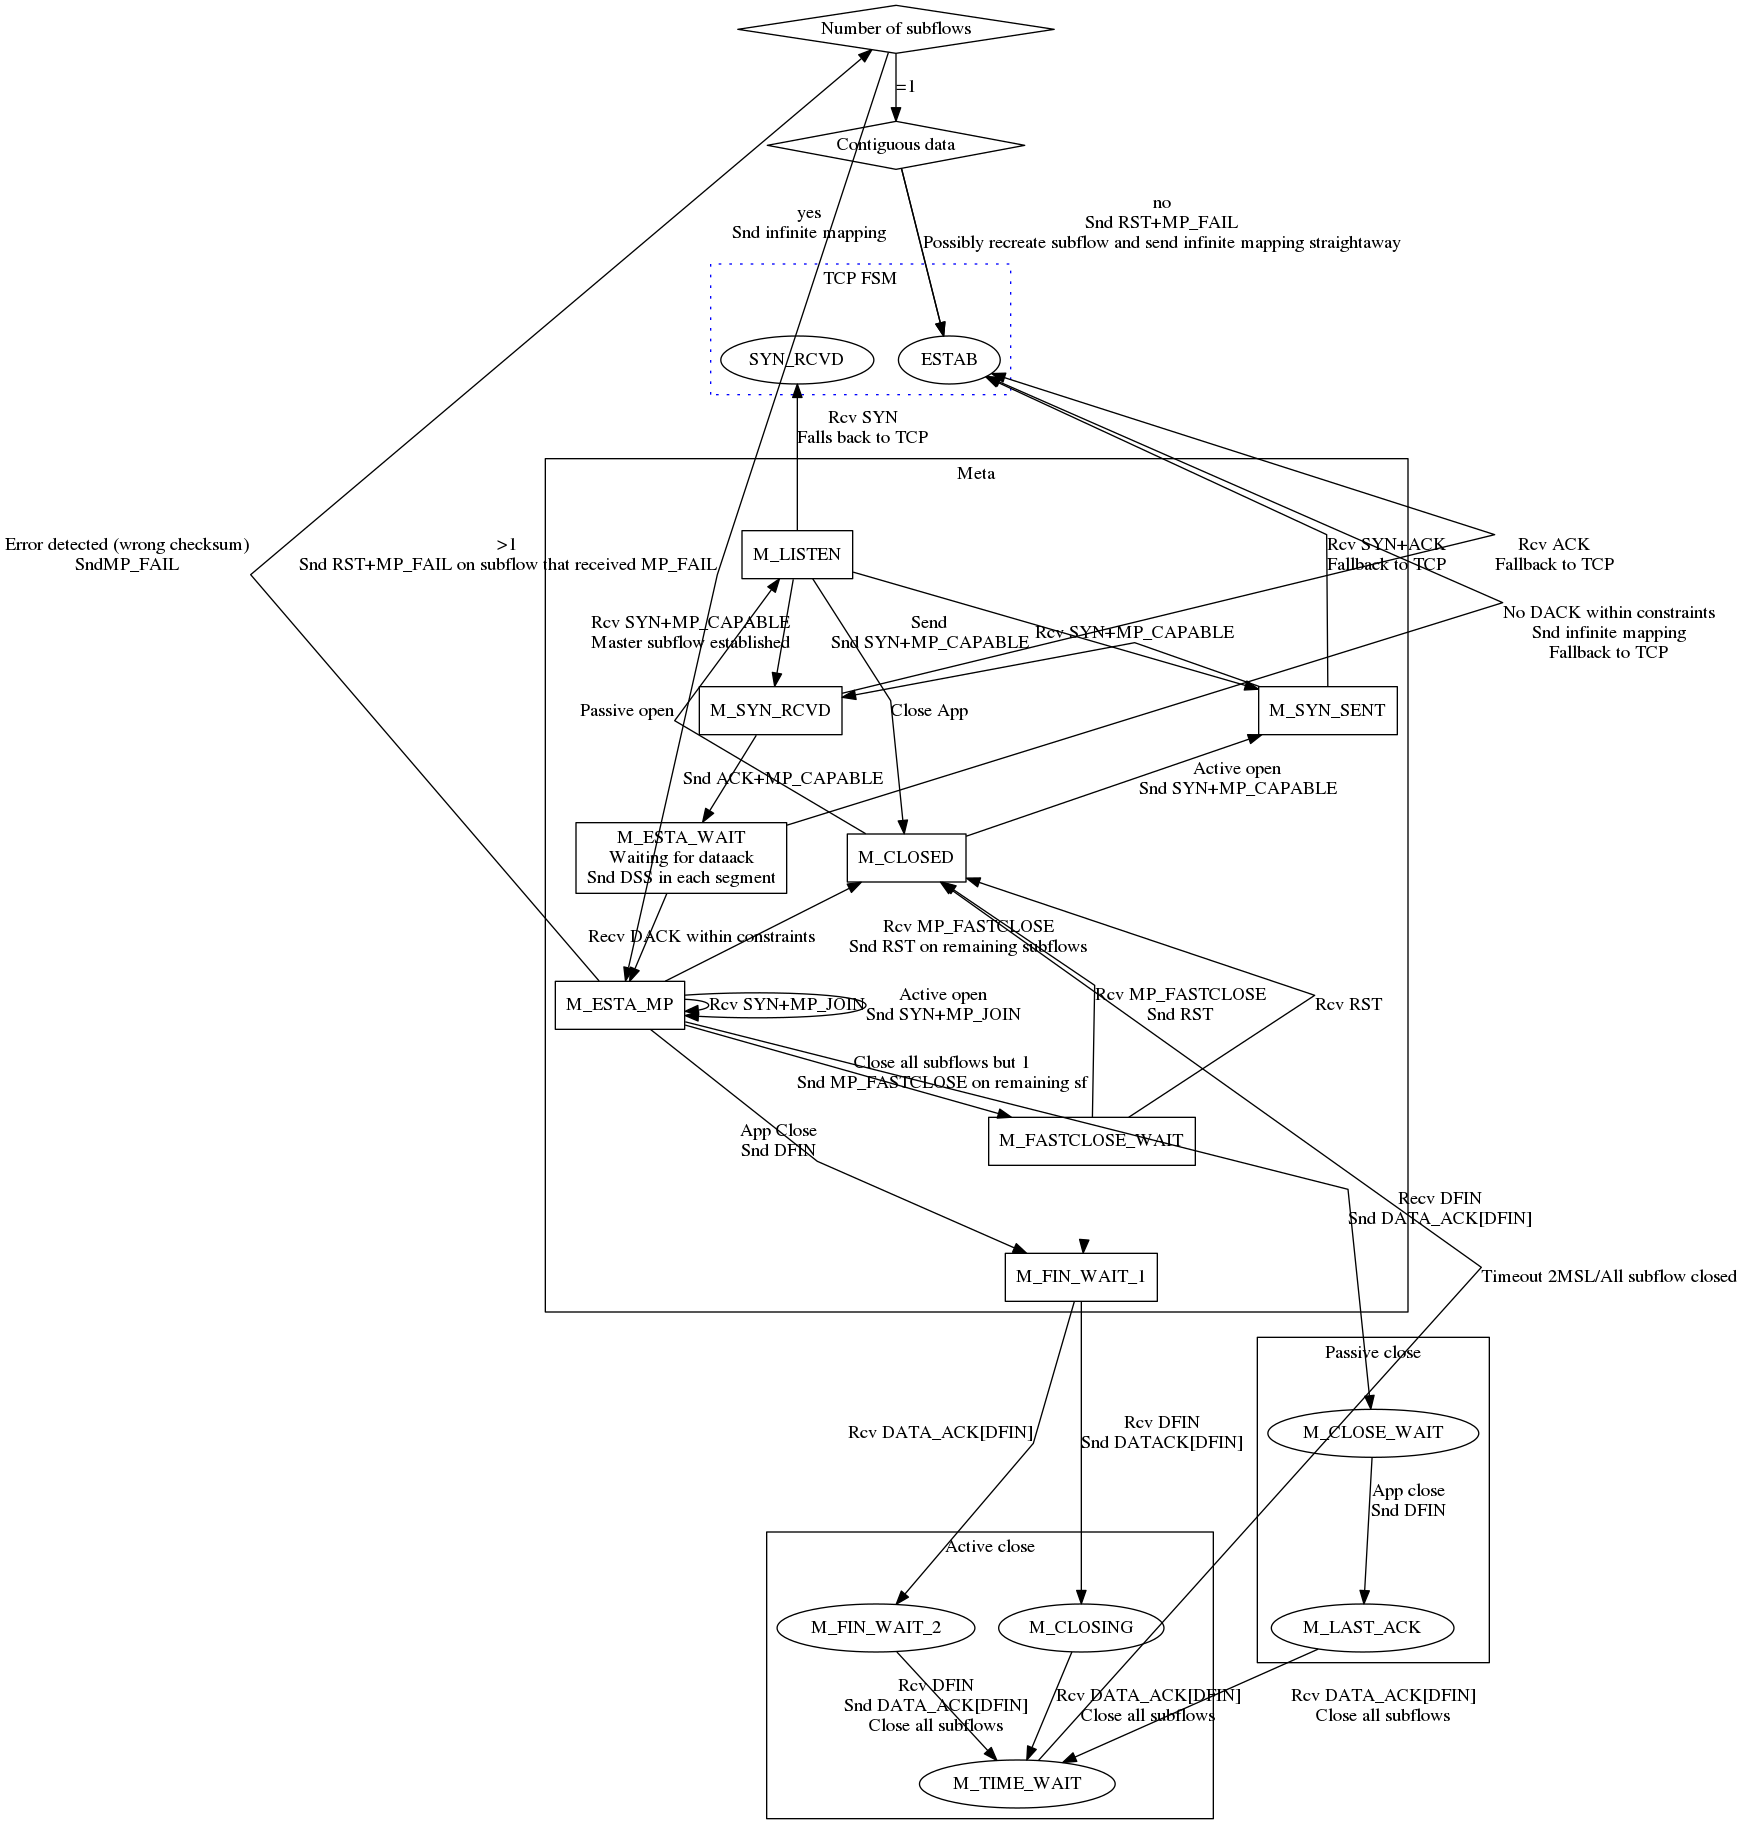 Number of subflows
=1
Contiguous data
yes
Snd infinite mapping
no
Snd RST+MP_FAIL
Possibly recreate subflow and send infinite mapping straightaway
TCP FSM
SYN_RCVD
ESTAB
Rcv SYN
Falls back to TCP
Meta
Error detected (wrong checksum)
SndMP_FAIL
>1
Snd RST+MP_FAIL on subflow that received MP_FAIL
M_LISTEN
Rcv SYN+ACK
Fallback to TCP
Rcv ACK
Fallback to TCP
Rcv SYN+MP_CAPABLE
Master subflow established
Send
Snd SYN+MP_CAPABLE
Rcv SYN+MP_CAPABLE
No DACK within constraints
Snd infinite mapping
Fallback to TCP
Passive open
M_SYN_RCVD
Close App
M_SYN_SENT
Snd ACK+MP_CAPABLE
Active open
Snd SYN+MP_CAPABLE
M_ESTA_WAIT
Waiting for dataack
Snd DSS in each segment
M_CLOSED
Recv DACK within constraints
Rcv MP_FASTCLOSE
Snd RST on remaining subflows
M_ESTA_MP
Rcv SYN+MP_JOIN
Active open
Snd SYN+MP_JOIN
Rcv MP_FASTCLOSE
Snd RST
Rcv RST
Close all subflows but 1
Snd MP_FASTCLOSE on remaining sf
App Close
Snd DFIN
M_FASTCLOSE_WAIT
Recv DFIN
Snd DATA_ACK[DFIN]
M_FIN_WAIT_1
Timeout 2MSL/All subflow closed
Passive close
Rcv DATA_ACK[DFIN]
Rcv DFIN
Snd DATACK[DFIN]
M_CLOSE_WAIT
App close
Snd DFIN
Active close
M_FIN_WAIT_2
M_CLOSING
M_LAST_ACK
Rcv DFIN
Snd DATA_ACK[DFIN]
Close all subflows
Rcv DATA_ACK[DFIN]
Close all subflows
Rcv DATA_ACK[DFIN]
Close all subflows
M_TIME_WAIT